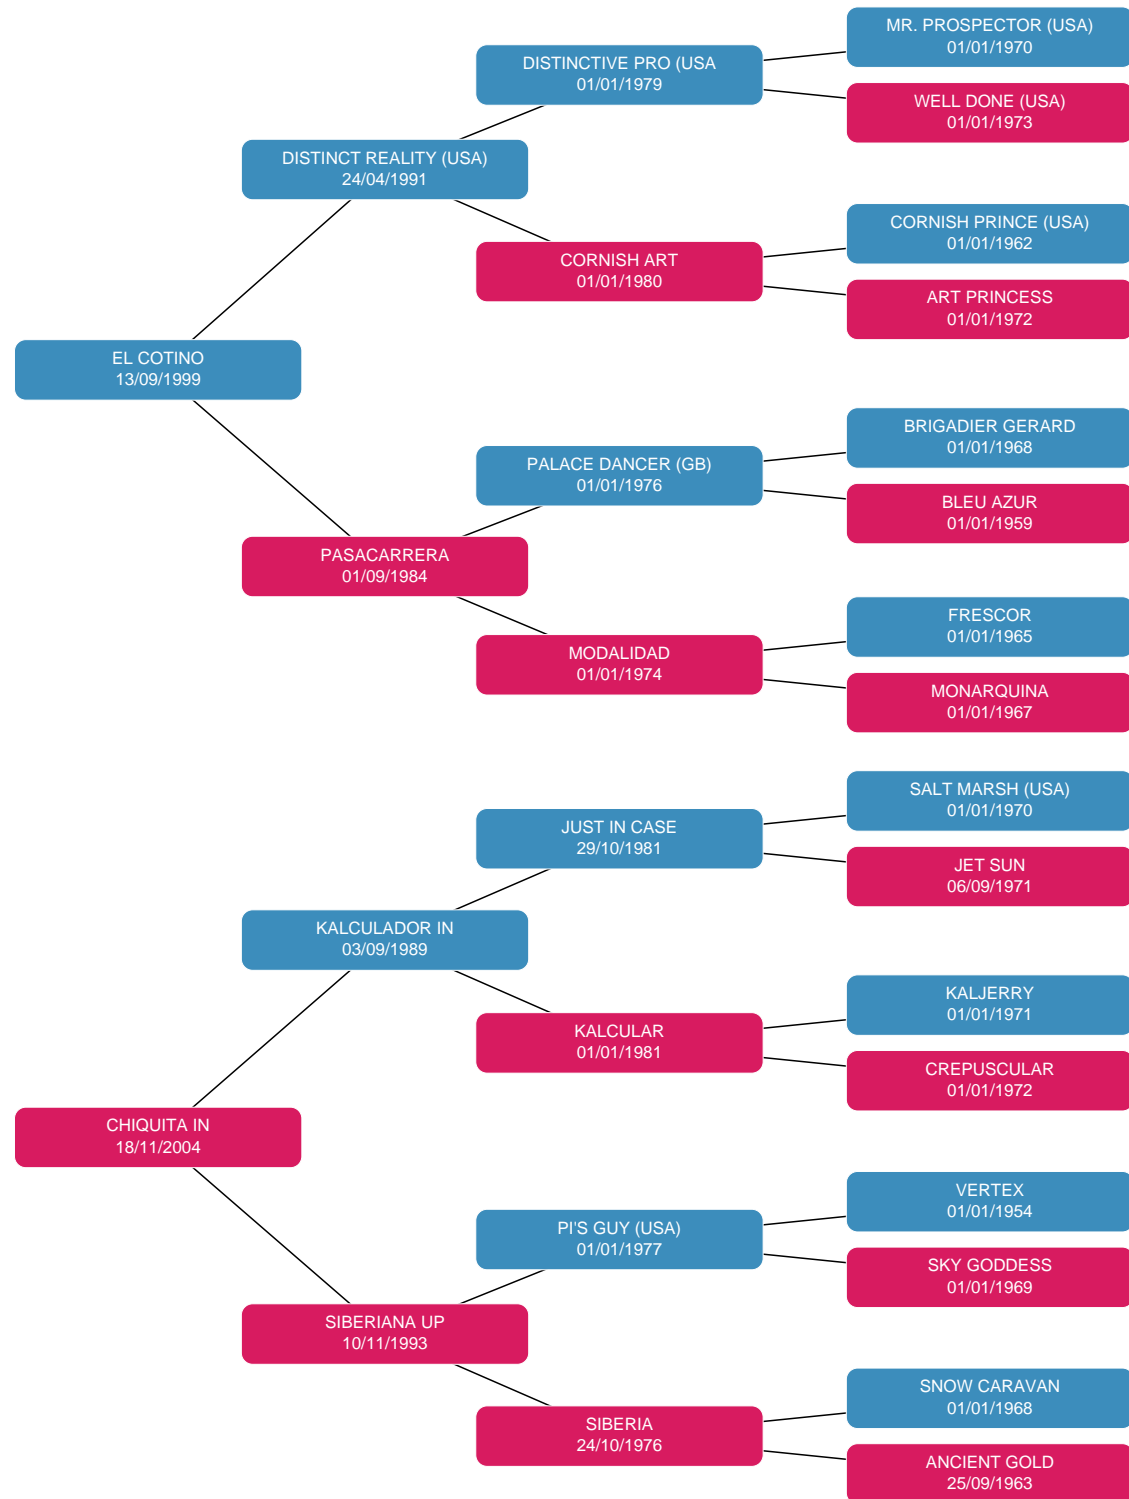 MR. PROSPECTOR (USA)
01/01/1970
DISTINCTIVE PRO (USA
01/01/1979
WELL DONE (USA)
01/01/1973
DISTINCT REALITY (USA)
24/04/1991
CORNISH PRINCE (USA)
01/01/1962
CORNISH ART
01/01/1980
ART PRINCESS
01/01/1972
EL COTINO
13/09/1999
BRIGADIER GERARD
01/01/1968
PALACE DANCER (GB)
01/01/1976
BLEU AZUR
01/01/1959
PASACARRERA
01/09/1984
FRESCOR
01/01/1965
MODALIDAD
01/01/1974
MONARQUINA
01/01/1967
SALT MARSH (USA)
01/01/1970
JUST IN CASE
29/10/1981
JET SUN
06/09/1971
KALCULADOR IN
03/09/1989
KALJERRY
01/01/1971
KALCULAR
01/01/1981
CREPUSCULAR
01/01/1972
CHIQUITA IN
18/11/2004
VERTEX
01/01/1954
PI'S GUY (USA)
01/01/1977
SKY GODDESS
01/01/1969
SIBERIANA UP
10/11/1993
SNOW CARAVAN
01/01/1968
SIBERIA
24/10/1976
ANCIENT GOLD
25/09/1963